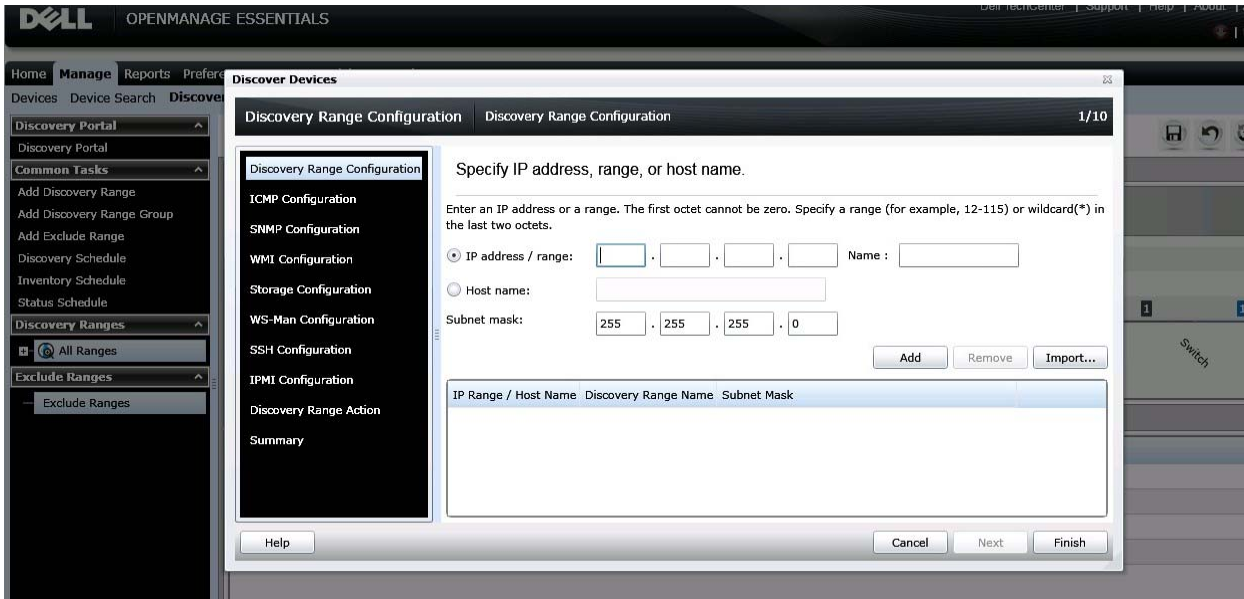 DELL OPENMANAGE ESSENTIALS
Dell TechCenter | Support | Help | About
Home Manage Reports
Devices Device Search
Discover Devices
Discovery Range Configuration Discovery Range Configuration 1/10
Discovery Portal
Discovery Portal
Common Tasks
Add Discovery Range
Add Discovery Range Group
Add Exclude Range
Discovery Schedule
Inventory Schedule
Status Schedule
Discovery Ranges
All Ranges
Exclude Ranges
Exclude Ranges
Discovery Range Configuration
ICMP Configuration
SNMP Configuration
WMI Configuration
Storage Configuration
WS-Man Configuration
SSH Configuration
IPMI Configuration
Discovery Range Action
Summary
Specify IP address, range, or host name.
Enter an IP address or a range. The first octet cannot be zero. Specify a range (for example, 12-115) or wildcard(*) in
the last two octets.
IP address / range: . . . Name :
Host name:
Subnet mask: 255 . 255 . 255 . 0
Add Remove Import...
IP Range / Host Name Discovery Range Name Subnet Mask
Help Cancel Next Finish
1
Switch